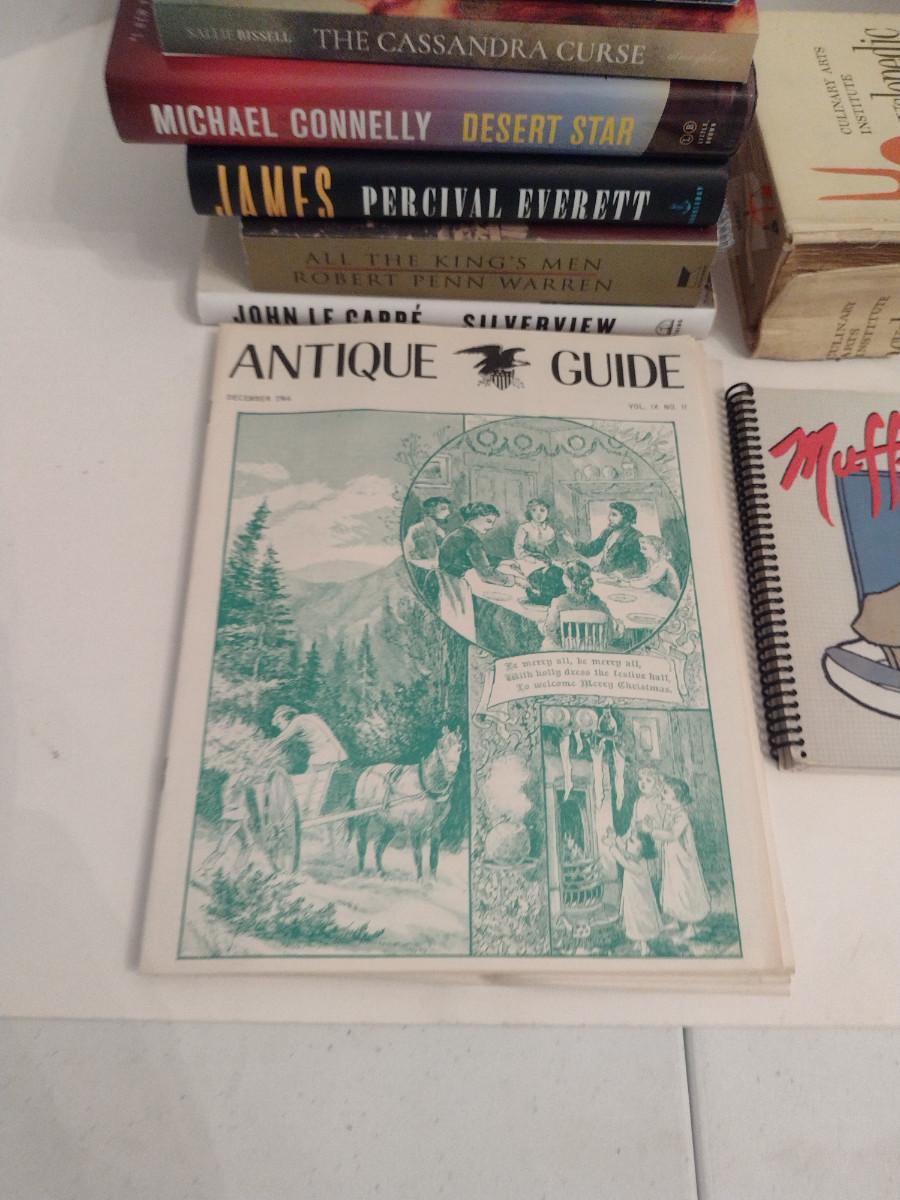 SALLIE BISSELL THE CASSANDRA CURSE
MICHAEL CONNELLY DESERT STAR
JAMES PERCIVAL EVERETT
ALL THE KING'S MEN
ROBERT PENN WARREN
JOHN LE CARRÉ SILVERVIEW
CULINARY ARTS
INSTITUTE
CULINARY
ARTS
INSTITUTE
ANTIQUE GUIDE
DECEMBER VOL. IX NO. 11
Be merry all, be merry all,
With holly dress the festive hall,
To welcome Merry Christmas.
Muff